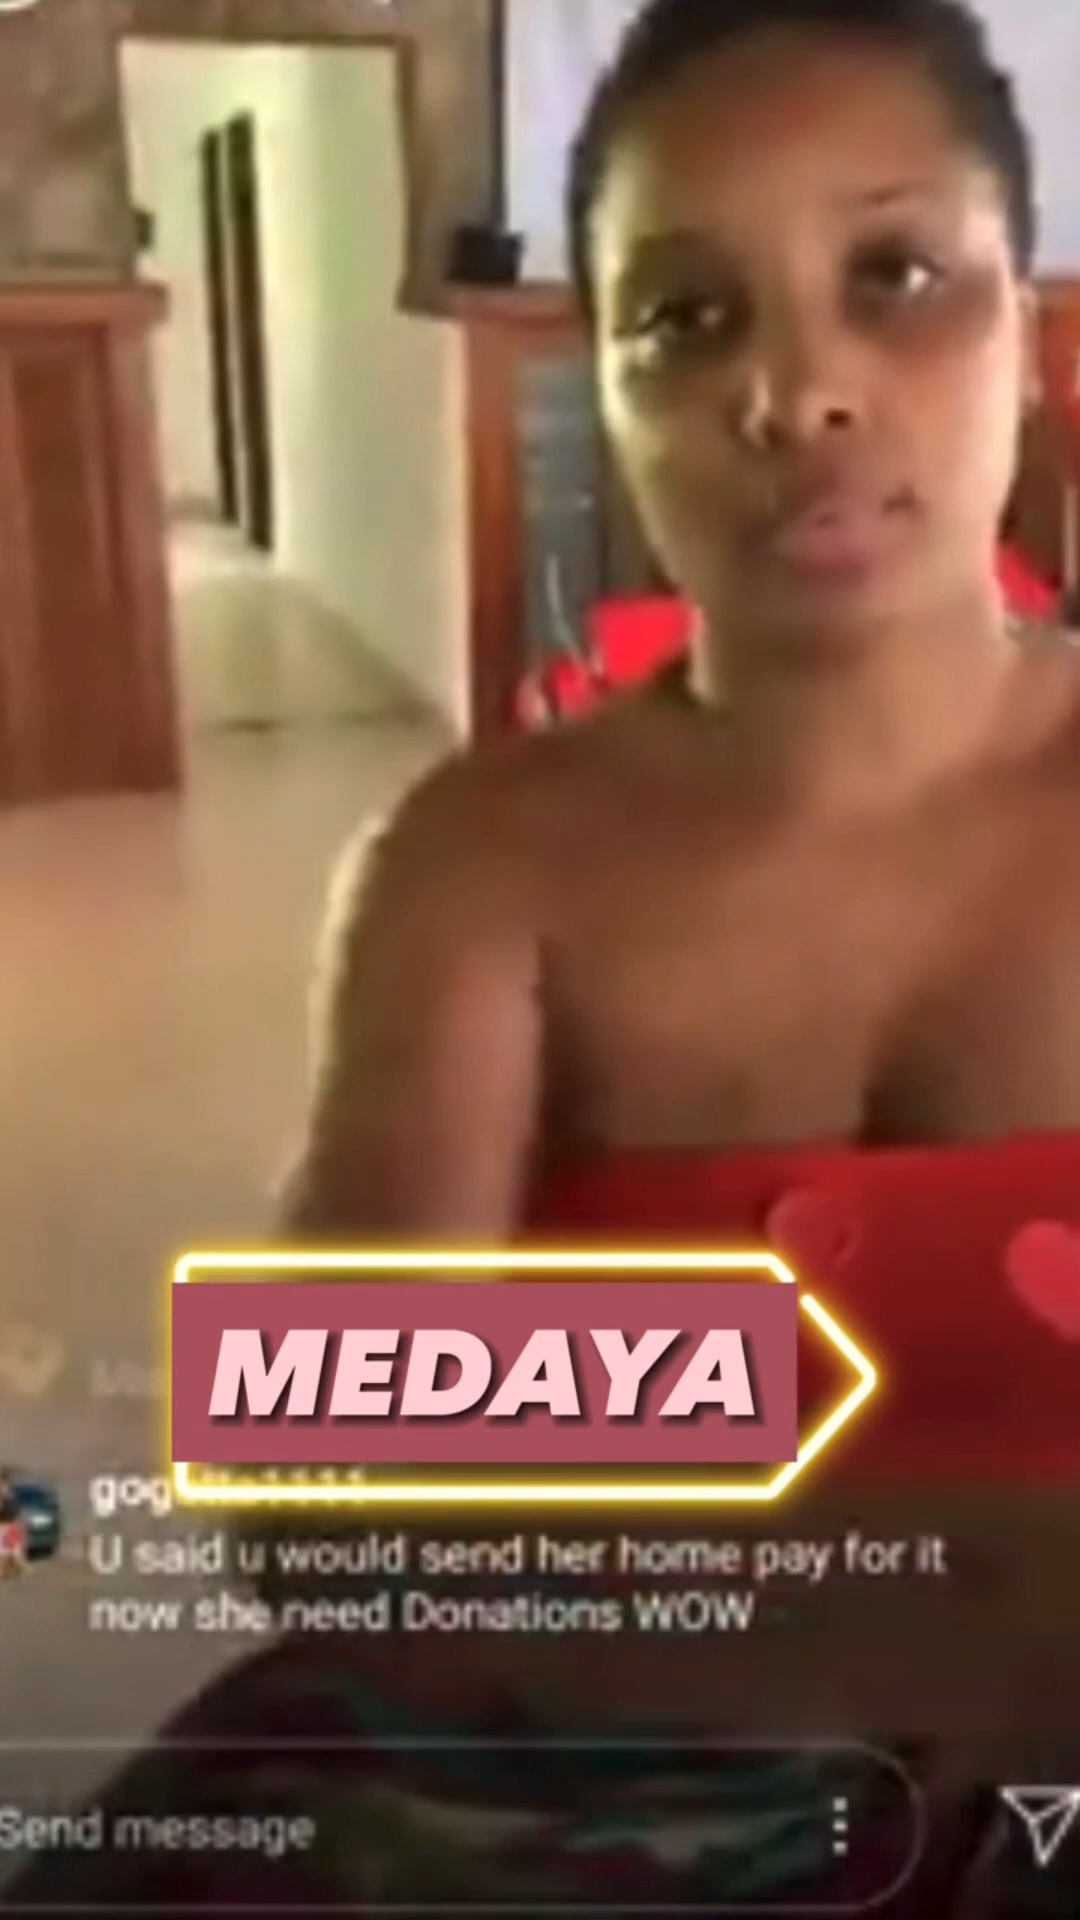 MEDAYA
U said u would send her home pay for it
now she need Donations WOW
Send message